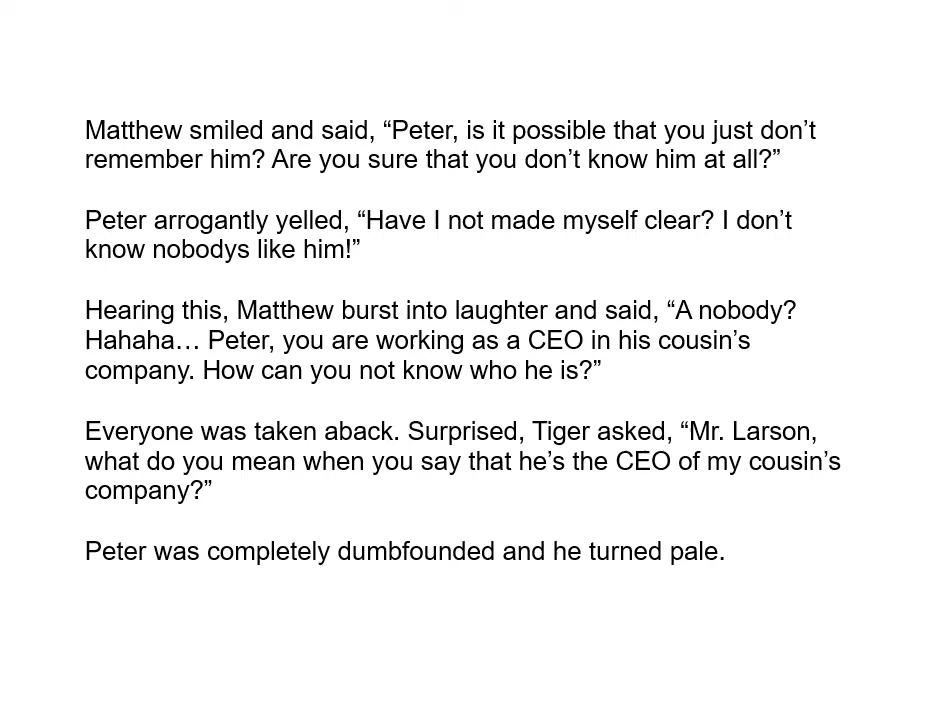 Matthew smiled and said, “Peter, is it possible that you just don’t
remember him? Are you sure that you don’t know him at all?”
Peter arrogantly yelled, “Have I not made myself clear? I don’t
know nobodys like him!”
Hearing this, Matthew burst into laughter and said, “A nobody?
Hahaha… Peter, you are working as a CEO in his cousin’s
company. How can you not know who he is?”
Everyone was taken aback. Surprised, Tiger asked, “Mr. Larson,
what do you mean when you say that he’s the CEO of my cousin’s
company?”
Peter was completely dumbfounded and he turned pale.